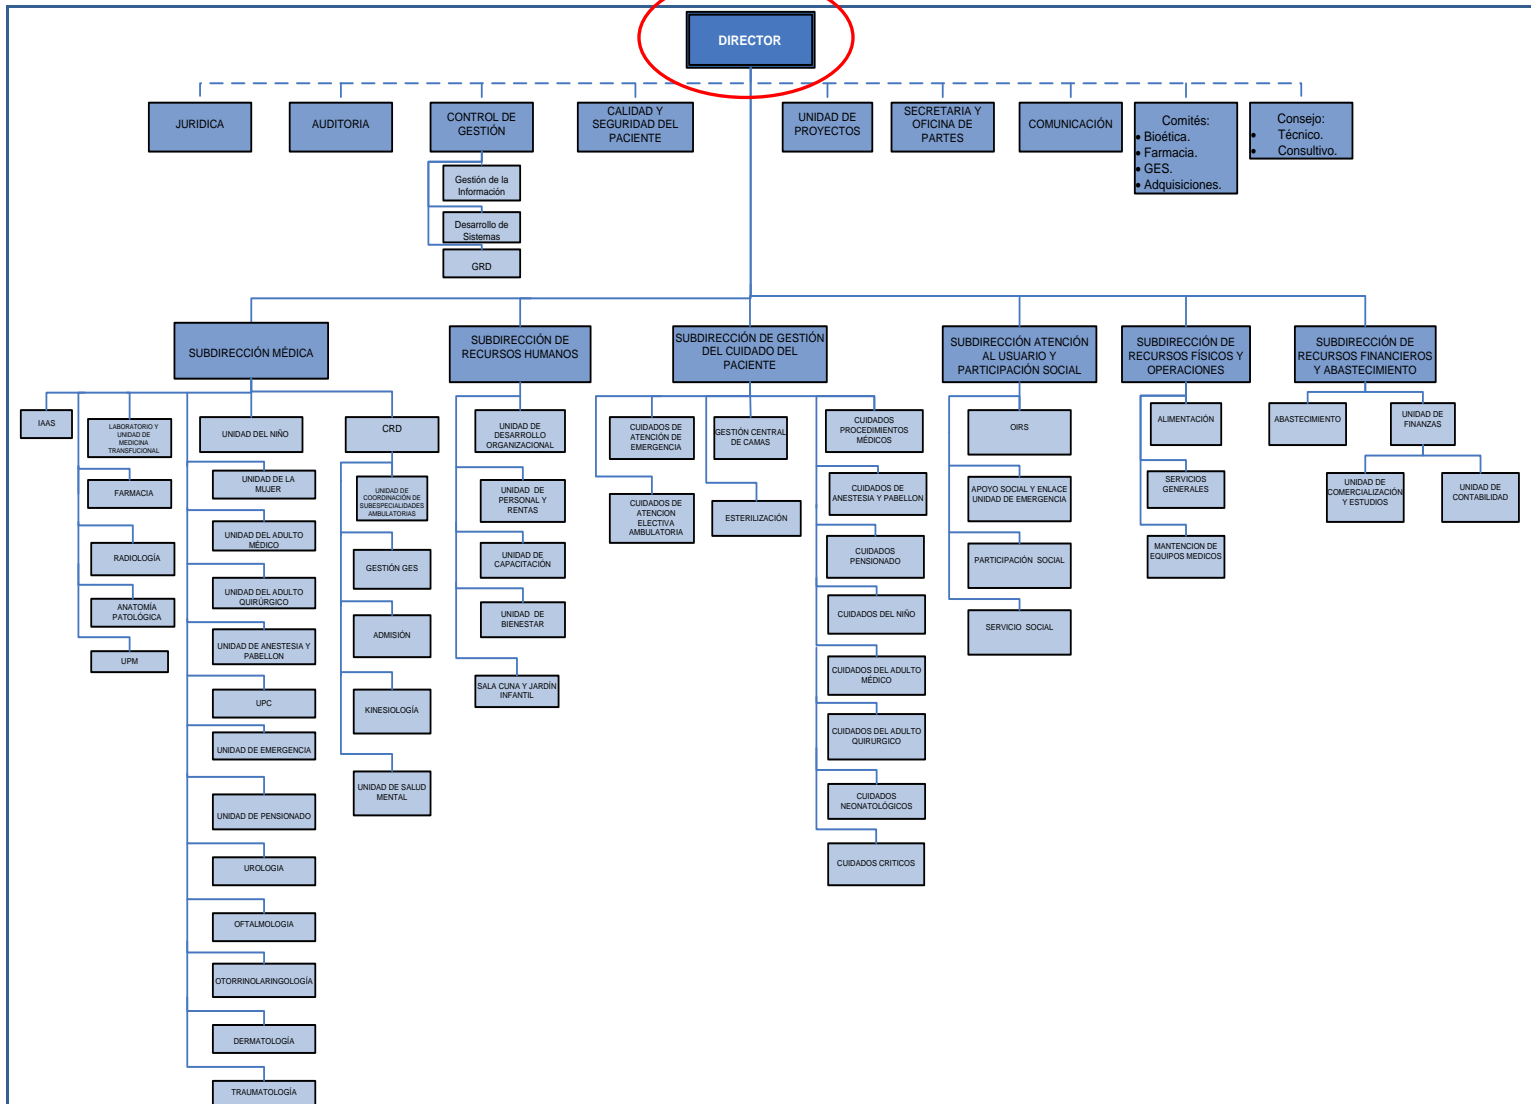 DIRECTOR
JURIDICA
AUDITORIA
CONTROL DE
GESTIÓN
CALIDAD Y
SEGURIDAD DEL
PACIENTE
UNIDAD DE
PROYECTOS
SECRETARIA Y
OFICINA DE
PARTES
COMUNICACIÓN
Comités:
• Bioética.
• Farmacia.
• GES.
• Adquisiciones.
Consejo:
• Técnico.
• Consultivo.
Gestión de la
Información
Desarrollo de
Sistemas
GRD
SUBDIRECCIÓN MÉDICA
SUBDIRECCIÓN DE
RECURSOS HUMANOS
SUBDIRECCIÓN DE GESTIÓN
DEL CUIDADO DEL
PACIENTE
SUBDIRECCIÓN ATENCIÓN
AL USUARIO Y
PARTICIPACIÓN SOCIAL
SUBDIRECCIÓN DE
RECURSOS FÍSICOS Y
OPERACIONES
SUBDIRECCIÓN DE
RECURSOS FINANCIEROS
Y ABASTECIMIENTO
IAAS
LABORATORIO Y
UNIDAD DE
MEDICINA
TRANSFUCIONAL
FARMACIA
RADIOLOGÍA
ANATOMÍA
PATOLÓGICA
UPM
UNIDAD DEL NIÑO
UNIDAD DE LA
MUJER
UNIDAD DEL ADULTO
MÉDICO
UNIDAD DEL ADULTO
QUIRÚRGICO
UNIDAD DE ANESTESIA Y
PABELLON
UPC
UNIDAD DE EMERGENCIA
UNIDAD DE PENSIONADO
UROLOGIA
OFTALMOLOGIA
OTORRINOLARINGOLOGÍA
DERMATOLOGÍA
TRAUMATOLOGÍA
CRD
UNIDAD DE
COORDINACIÓN DE
SUBESPECIALIDADES
AMBULATORIAS
GESTIÓN GES
ADMISIÓN
KINESIOLOGÍA
UNIDAD DE SALUD
MENTAL
UNIDAD DE
DESARROLLO
ORGANIZACIONAL
UNIDAD DE
PERSONAL Y
RENTAS
UNIDAD DE
CAPACITACIÓN
UNIDAD DE
BIENESTAR
SALA CUNA Y JARDÍN
INFANTIL
CUIDADOS DE
ATENCIÓN DE
EMERGENCIA
CUIDADOS DE
ATENCION
ELECTIVA
AMBULATORIA
GESTIÓN CENTRAL
DE CAMAS
ESTERILIZACIÓN
CUIDADOS
PROCEDIMIENTOS
MÉDICOS
CUIDADOS DE
ANESTESIA Y PABELLON
CUIDADOS
PENSIONADO
CUIDADOS DEL NIÑO
CUIDADOS DEL ADULTO
MÉDICO
CUIDADOS DEL ADULTO
QUIRURGICO
CUIDADOS
NEONATOLÓGICOS
CUIDADOS CRITICOS
OIRS
APOYO SOCIAL Y ENLACE
UNIDAD DE EMERGENCIA
PARTICIPACIÓN SOCIAL
SERVICIO SOCIAL
ALIMENTACIÓN
SERVICIOS
GENERALES
MANTENCION DE
EQUIPOS MEDICOS
ABASTECIMIENTO
UNIDAD DE
FINANZAS
UNIDAD DE
COMERCIALIZACIÓN
Y ESTUDIOS
UNIDAD DE
CONTABILIDAD